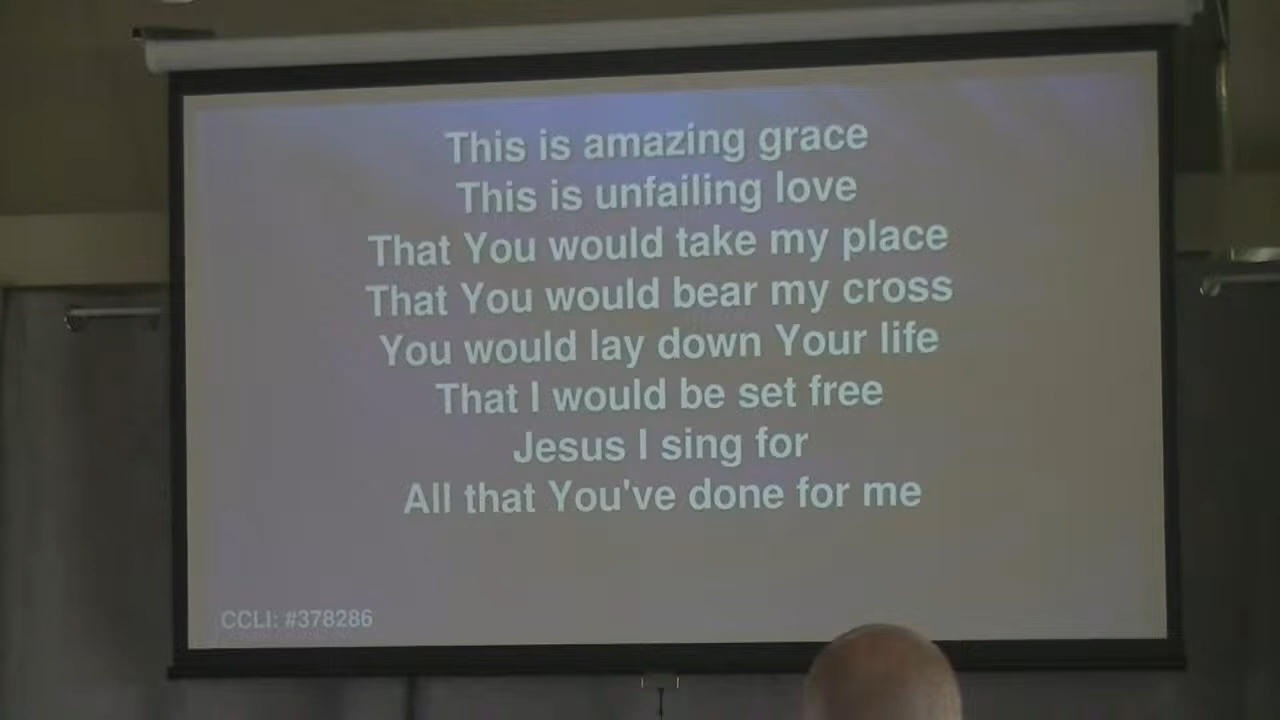 This is amazing grace
This is unfailing love
That You would take my place
That You would bear my cross
You would lay down Your life
That I would be set free
Jesus I sing for
All that You've done for me
CCLI: #378286